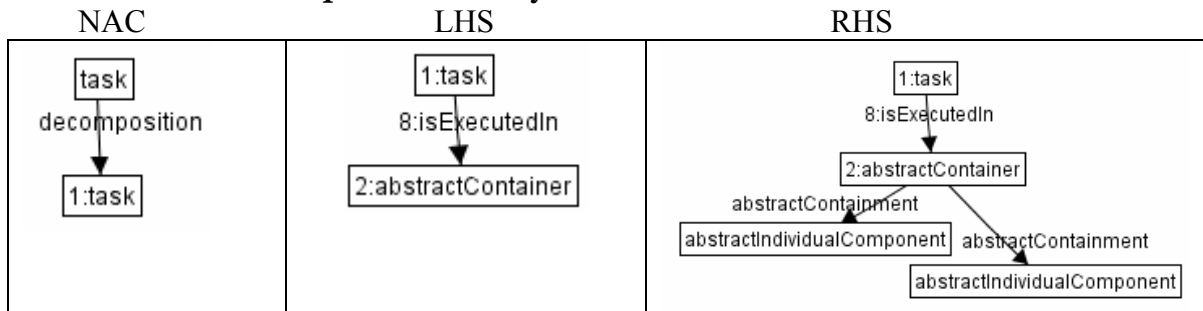 NAC LHS RHS
task
decomposition
1:task
1:task
8:isExecutedIn
2:abstractContainer
1:task
8:isExecutedIn
2:abstractContainer
abstractContainment
abstractIndividualComponent
abstractContainment
abstractIndividualComponent